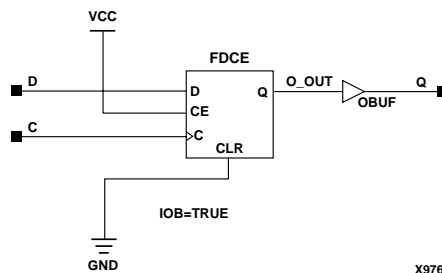 VCC
FDCE
D
D
Q
O_OUT
Q
CE
OBUF
C
C
CLR
IOB=TRUE
GND
X976